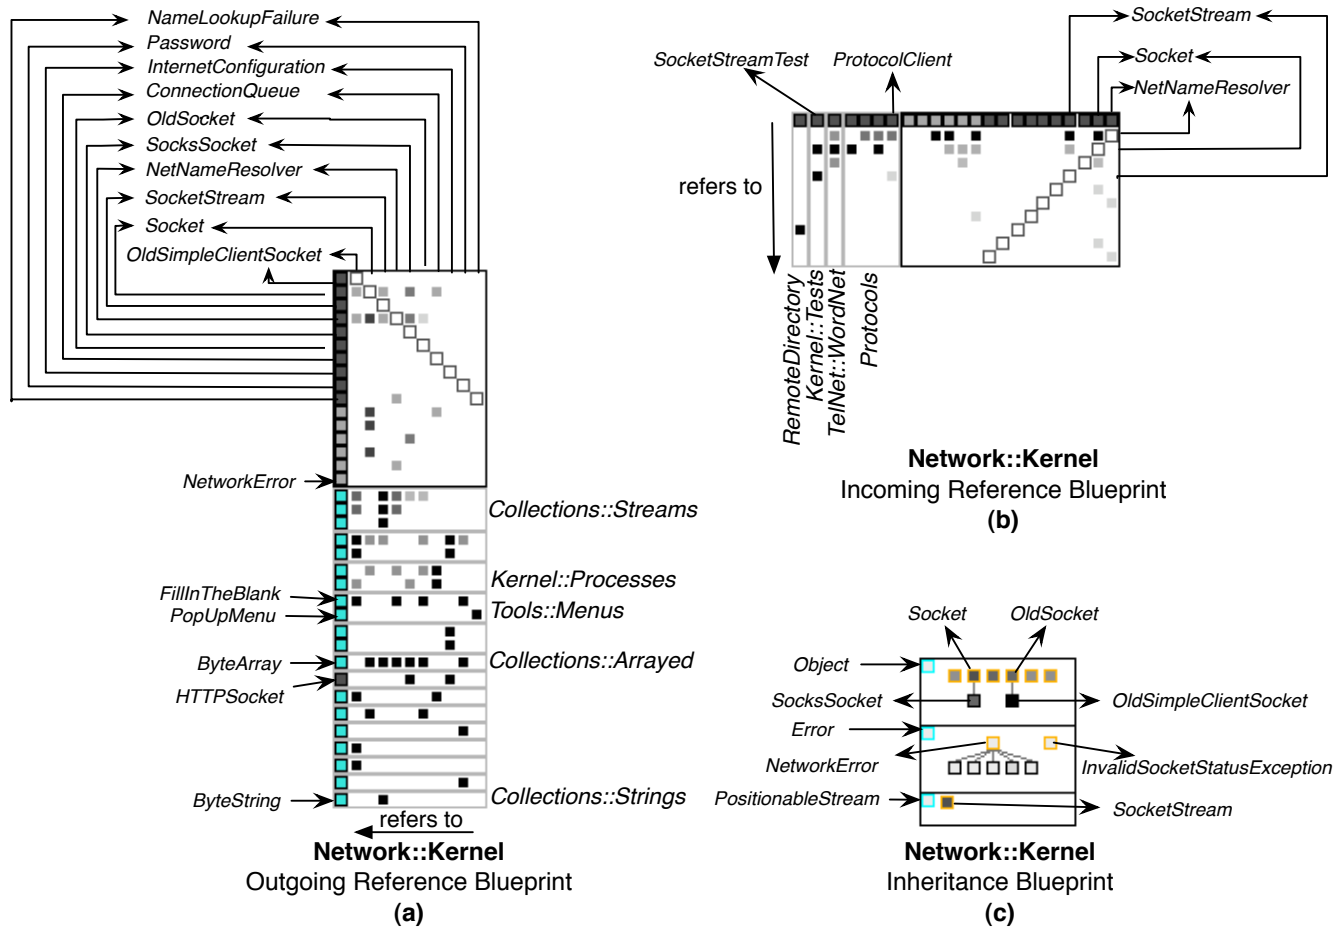 NameLookupFailure
Password
InternetConfiguration
ConnectionQueue
OldSocket
SocksSocket
NetNameResolver
SocketStream
Socket
OldSimpleClientSocket
NetworkError
Collections::Streams
Kernel::Processes
FillInTheBlank
PopUpMenu
Tools::Menus
ByteArray
Collections::Arrayed
HTTPSocket
ByteString
Collections::Strings
refers to
Network::Kernel
Outgoing Reference Blueprint
(a)
SocketStream
Socket
NetNameResolver
SocketStreamTest
ProtocolClient
refers to
RemoteDirectory
Kernel::Tests
TelNet::WordNet
Protocols
Network::Kernel
Incoming Reference Blueprint
(b)
Socket
OldSocket
Object
SocksSocket
OldSimpleClientSocket
Error
NetworkError
InvalidSocketStatusException
PositionableStream
SocketStream
Network::Kernel
Inheritance Blueprint
(c)